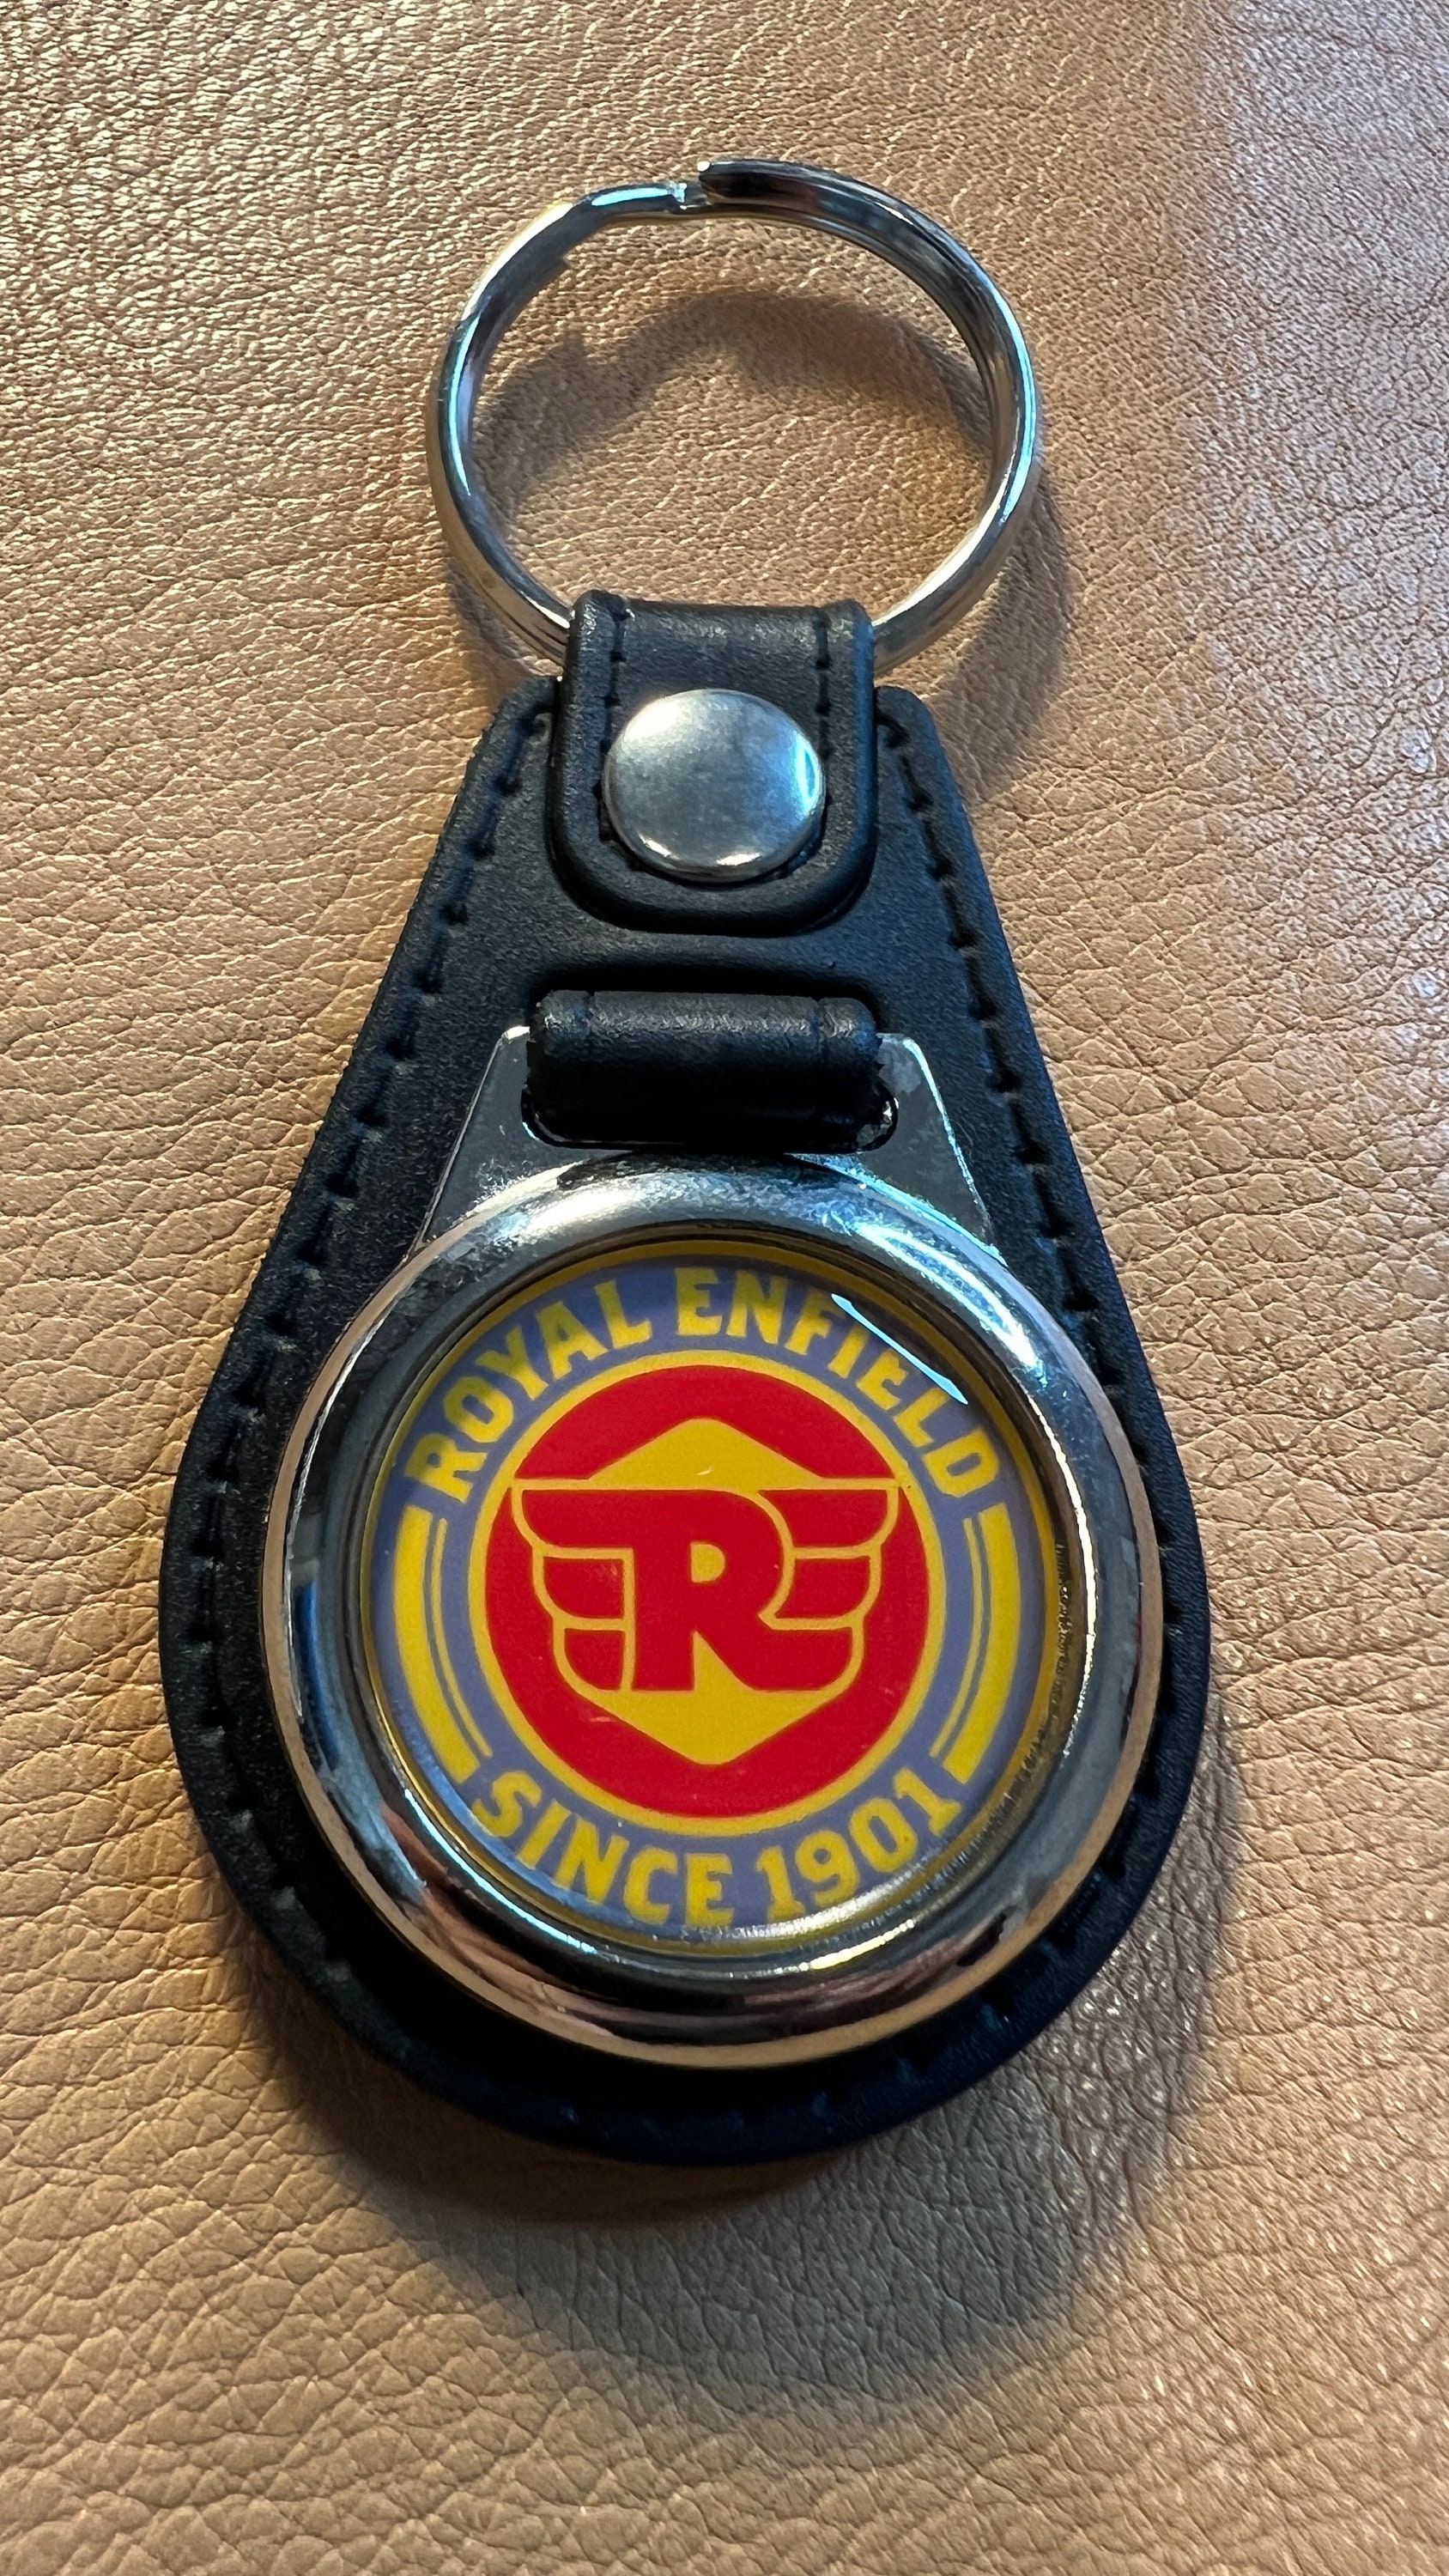 ROYAL ENFIELD
R
SINCE 1901